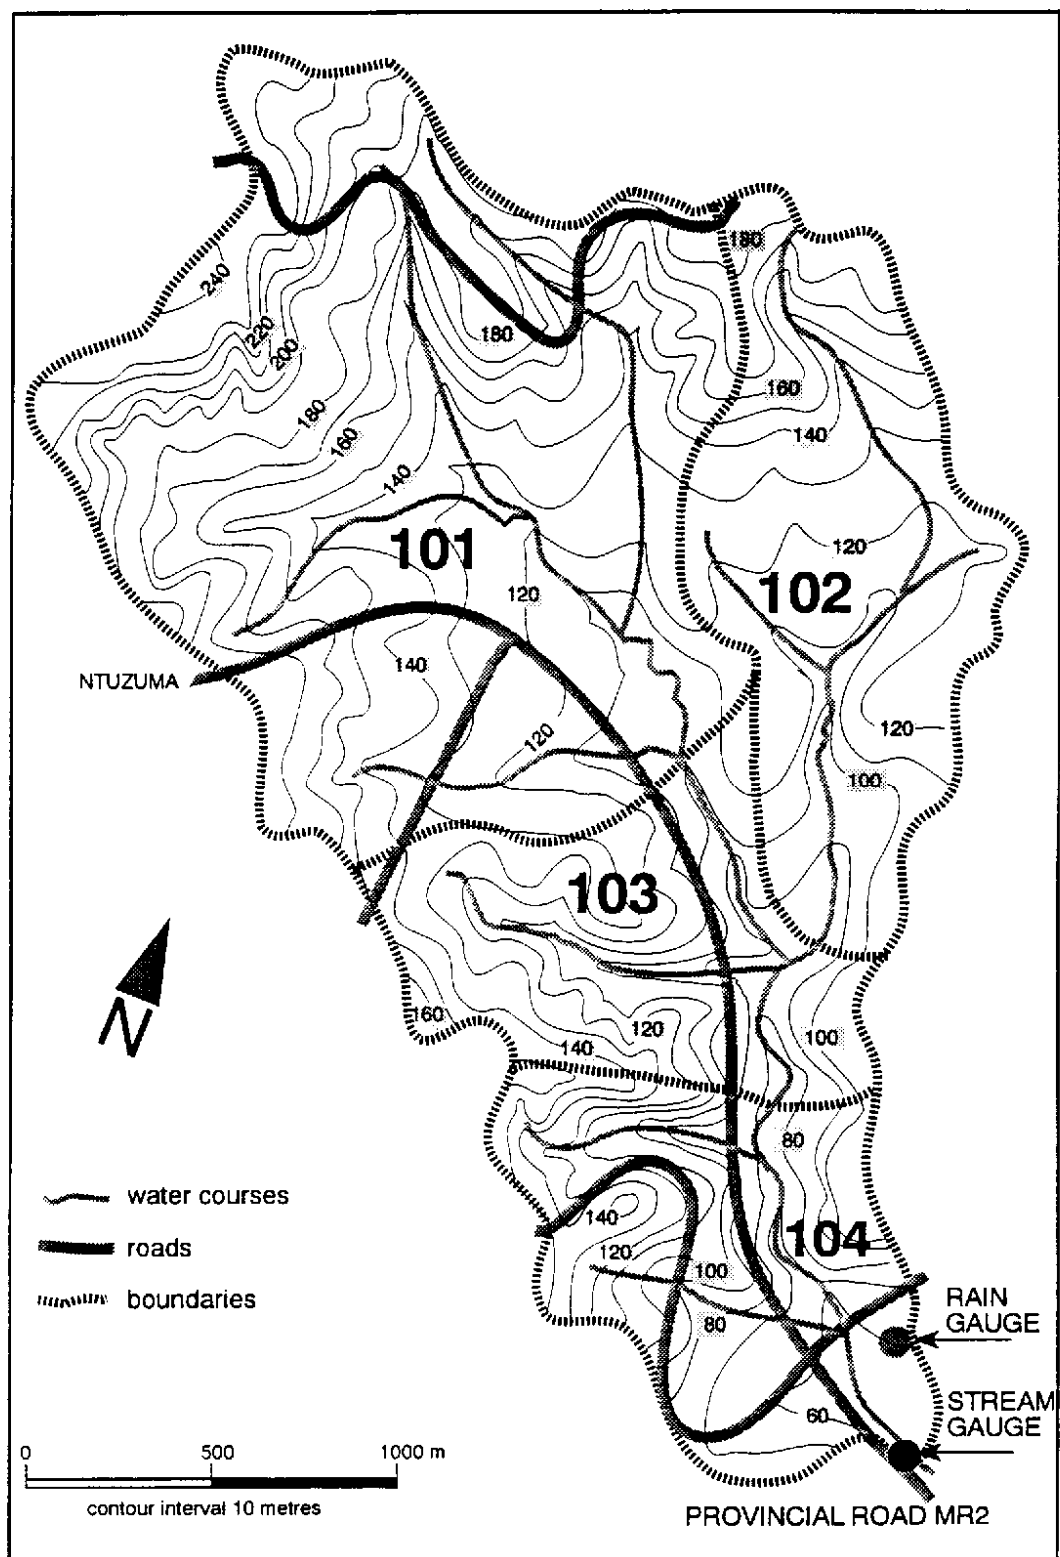 180
240
220
200
180
180
160
160
140
140
101
120
120
102
120
140
NTUZUMA
120
120
100
103
160
120
140
100
80
water courses
140
104
roads
120
100
boundaries
80
RAIN
GAUGE
60
STREAM
GAUGE
0 500 1000 m
contour interval 10 metres
PROVINCIAL ROAD MR2
N